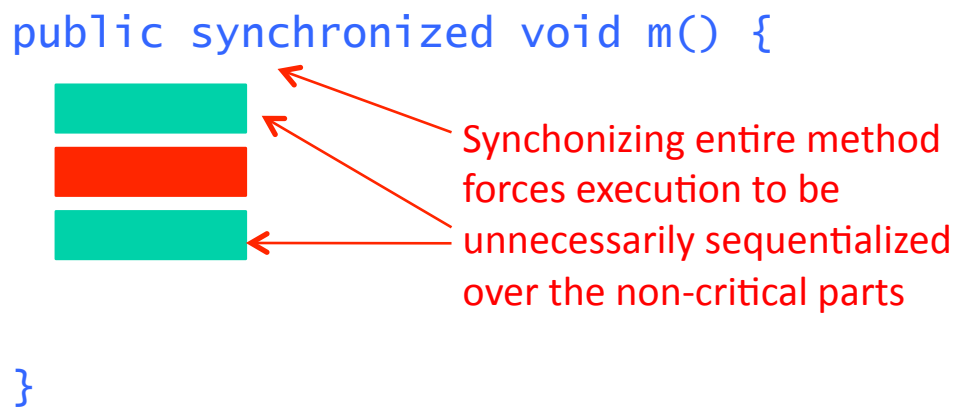 public synchronized void m() {
Synchonizing entire method
forces execution to be
unnecessarily sequentialized
over the non-critical parts
}